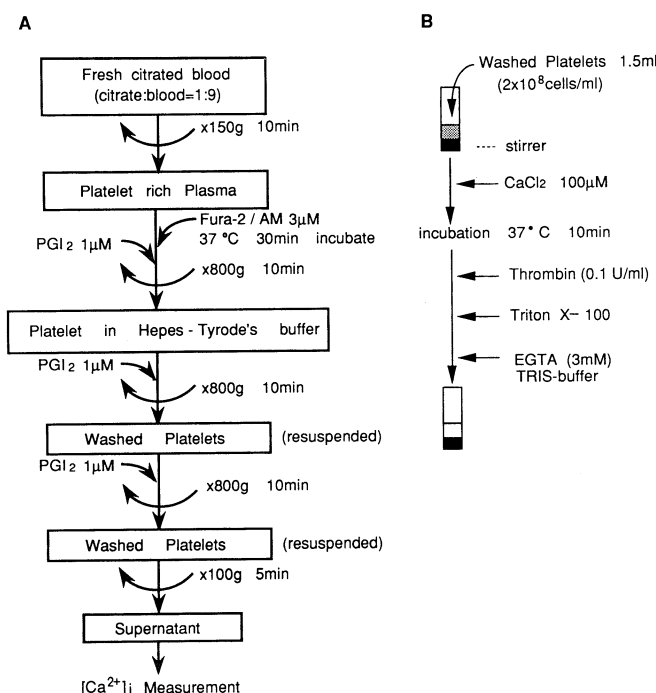 A
Fresh citrated blood
(citrate:blood=1:9)
x150g 10min
Platelet rich Plasma
Fura-2 / AM 3μM
37 °C 30min incubate
PGI2 1μM
x800g 10min
Platelet in Hepes - Tyrode's buffer
PGI2 1μM
x800g 10min
Washed Platelets (resuspended)
PGI2 1μM
x800g 10min
Washed Platelets (resuspended)
x100g 5min
Supernatant
[Ca2+]i Measurement
B
Washed Platelets 1.5ml
(2x10⁸cells/ml)
---- stirrer
CaCl2 100μM
incubation 37°C 10min
Thrombin (0.1 U/ml)
Triton X-100
EGTA (3mM)
TRIS-buffer